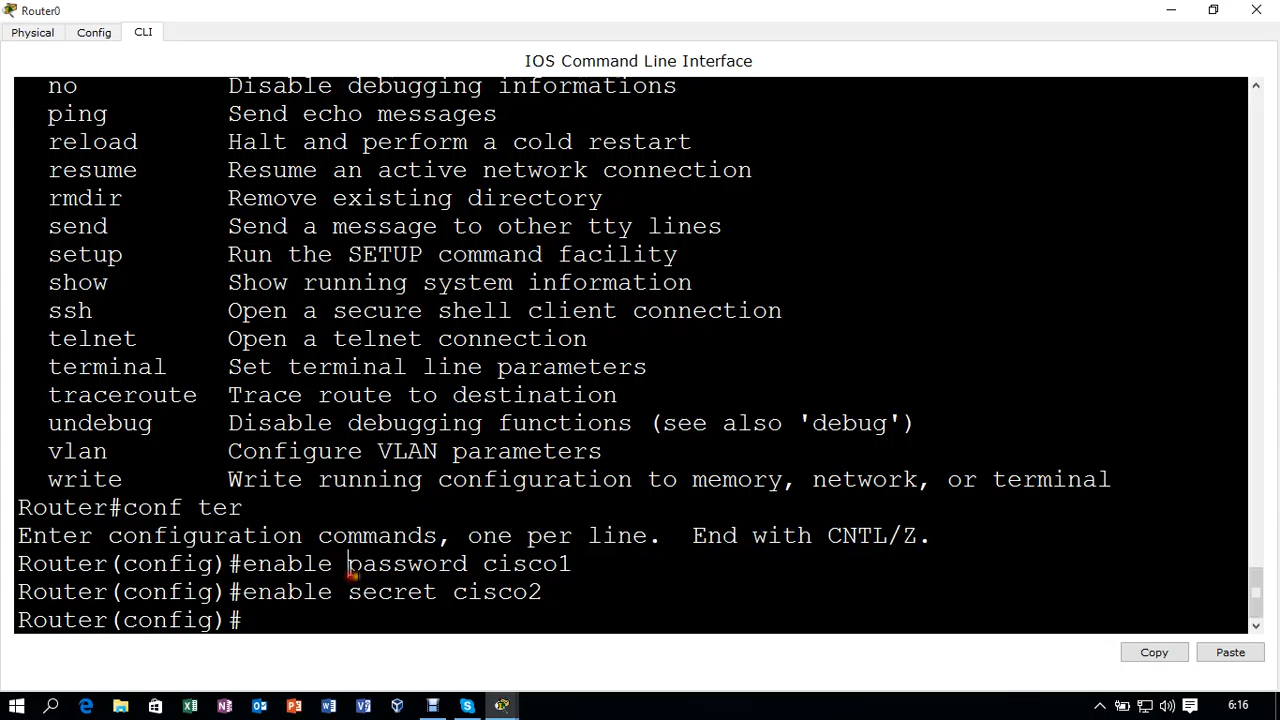 Router0
Physical Config CLI
IOS Command Line Interface
no Disable debugging informations
ping Send echo messages
reload Halt and perform a cold restart
resume Resume an active network connection
rmdir Remove existing directory
send Send a message to other tty lines
setup Run the SETUP command facility
show Show running system information
ssh Open a secure shell client connection
telnet Open a telnet connection
terminal Set terminal line parameters
traceroute Trace route to destination
undebug Disable debugging functions (see also 'debug')
vlan Configure VLAN parameters
write Write running configuration to memory, network, or terminal
Router#conf ter
Enter configuration commands, one per line. End with CNTL/Z.
Router(config)#enable password cisco1
Router(config)#enable secret cisco2
Router(config)#
Copy Paste
6:16